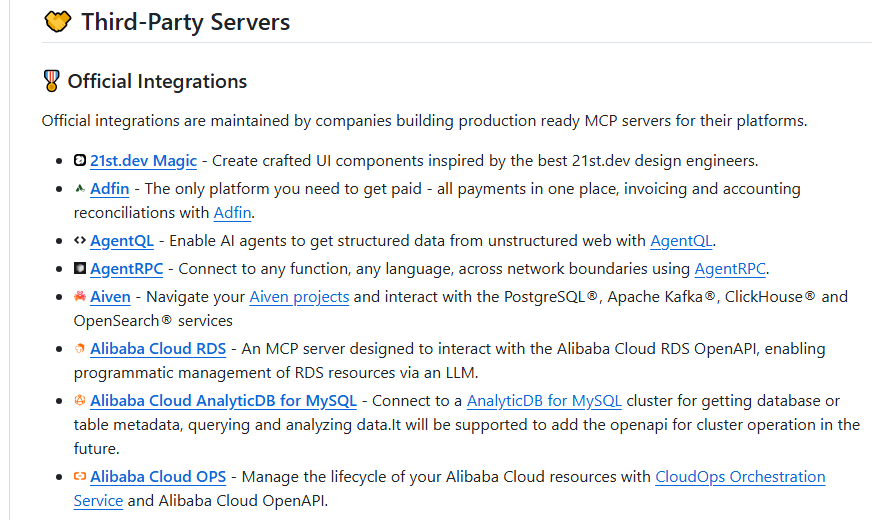 Third-Party Servers
Official Integrations
Official integrations are maintained by companies building production ready MCP servers for their platforms.
21st.dev Magic - Create crafted UI components inspired by the best 21st.dev design engineers.
Adfin - The only platform you need to get paid - all payments in one place, invoicing and accounting
reconciliations with Adfin.
AgentQL - Enable AI agents to get structured data from unstructured web with AgentQL.
AgentRPC - Connect to any function, any language, across network boundaries using AgentRPC.
Aiven - Navigate your Aiven projects and interact with the PostgreSQL®, Apache Kafka®, ClickHouse® and
OpenSearch® services
Alibaba Cloud RDS - An MCP server designed to interact with the Alibaba Cloud RDS OpenAPI, enabling
programmatic management of RDS resources via an LLM.
Alibaba Cloud AnalyticDB for MySQL - Connect to a AnalyticDB for MySQL cluster for getting database or
table metadata, querying and analyzing data.It will be supported to add the openapi for cluster operation in the
future.
Alibaba Cloud OPS - Manage the lifecycle of your Alibaba Cloud resources with CloudOps Orchestration
Service and Alibaba Cloud OpenAPI.